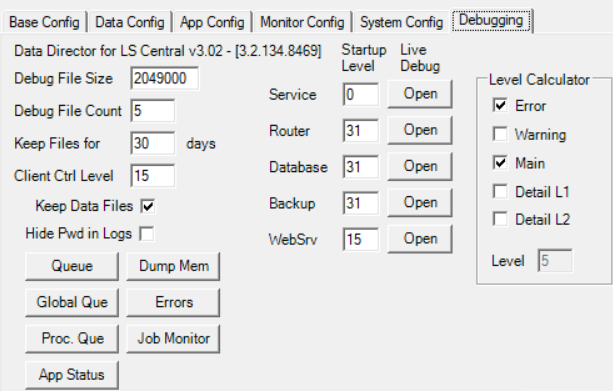 Base Config Data Config App Config Monitor Config System Config Debugging
Data Director for LS Central v3.02 - [3.2.134.8469]
Debug File Size 2049000
Debug File Count 5
Keep Files for 30 days
Client Ctrl Level 15
Keep Data Files
Hide Pwd in Logs
Queue Dump Mem
Global Que Errors
Proc. Que Job Monitor
App Status
Startup Live
Level Debug
Service 0 Open
Router 31 Open
Database 31 Open
Backup 31 Open
WebSrv 15 Open
Level Calculator
Error
Warning
Main
Detail L1
Detail L2
Level 5